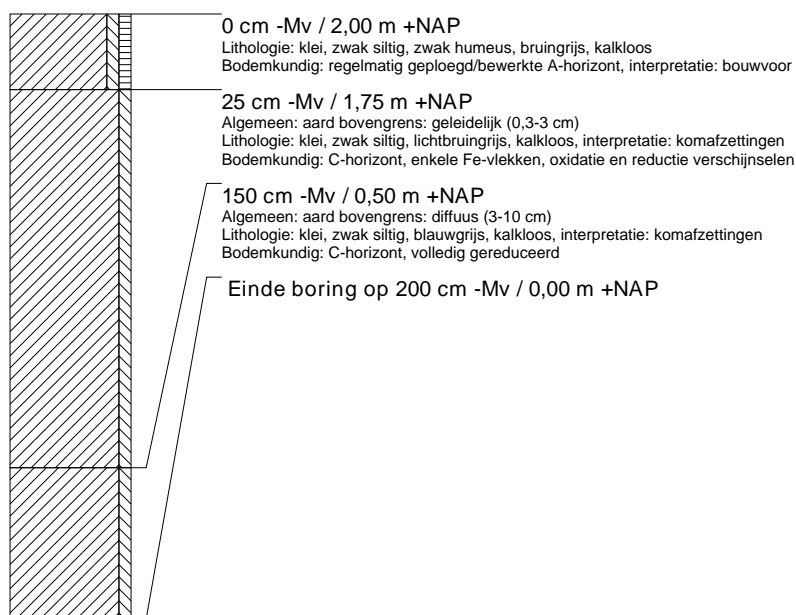 0 cm -Mv / 2,00 m +NAP
Lithologie: klei, zwak siltig, zwak humeus, bruingrijs, kalkloos
Bodemkundig: regelmatig geploegd/bewerkte A-horizont, interpretatie: bouwvoor
25 cm -Mv / 1,75 m +NAP
Algemeen: aard bovengrens: geleidelijk (0,3-3 cm)
Lithologie: klei, zwak siltig, lichtbruingrijs, kalkloos, interpretatie: komafzettingen
Bodemkundig: C-horizont, enkele Fe-vlekken, oxidatie en reductie verschijnselen
150 cm -Mv / 0,50 m +NAP
Algemeen: aard bovengrens: diffuus (3-10 cm)
Lithologie: klei, zwak siltig, blauwgrijs, kalkloos, interpretatie: komafzettingen
Bodemkundig: C-horizont, volledig gereduceerd
Einde boring op 200 cm -Mv / 0,00 m +NAP